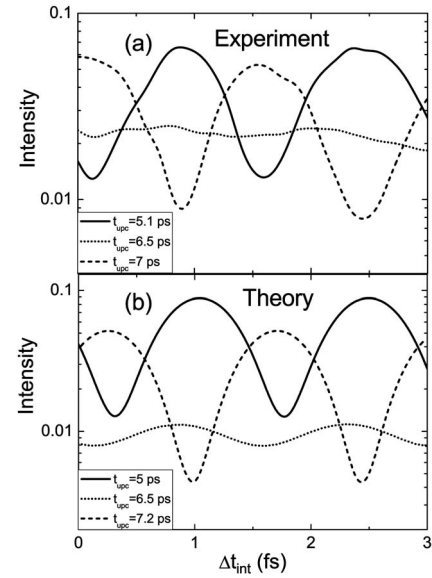 (a) Experiment
0.1
Intensity
0.01
t_upc=5.1 ps
t_upc=6.5 ps
t_upc=7 ps
(b) Theory
0.1
Intensity
0.01
t_upc=5 ps
t_upc=6.5 ps
t_upc=7.2 ps
0 1 2 3
Δt_int (fs)